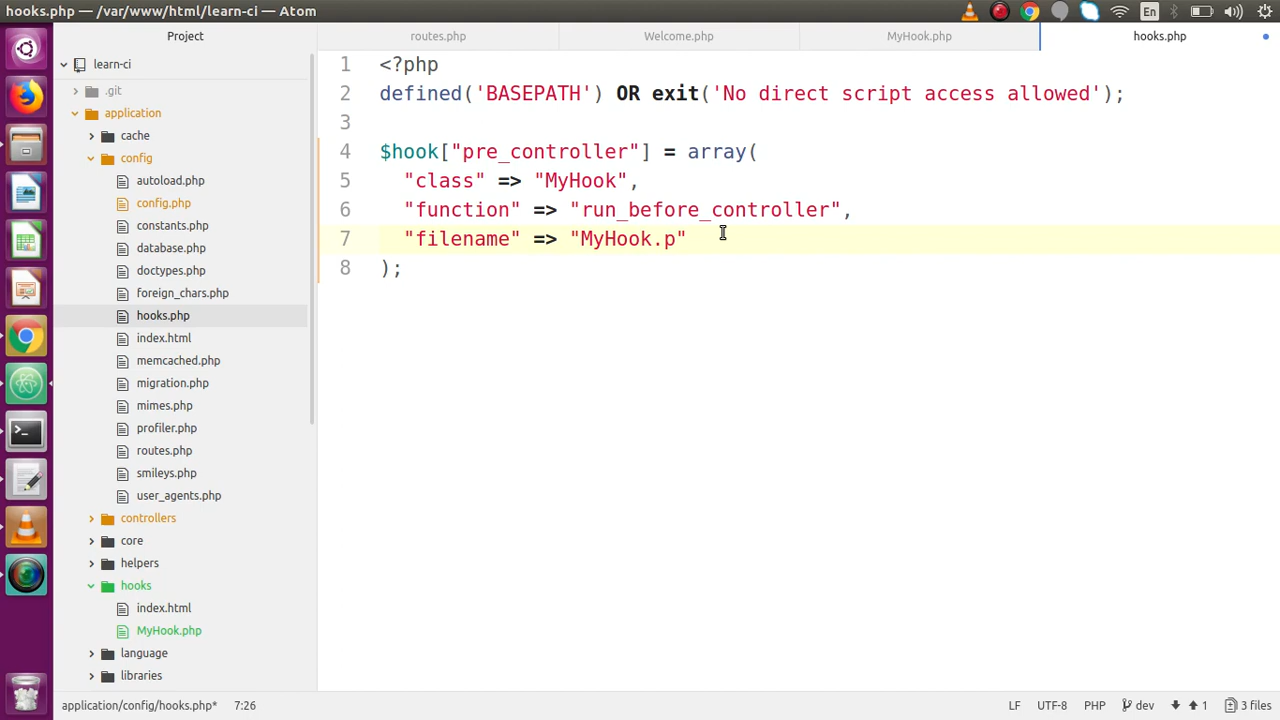 hooks.php — /var/www/html/learn-ci — Atom
En
Project
routes.php
Welcome.php
MyHook.php
hooks.php
learn-ci
.git
application
cache
config
autoload.php
config.php
constants.php
database.php
doctypes.php
foreign_chars.php
hooks.php
index.html
memcached.php
migration.php
mimes.php
profiler.php
routes.php
smileys.php
user_agents.php
controllers
core
helpers
hooks
index.html
MyHook.php
language
libraries
1 <?php
2 defined('BASEPATH') OR exit('No direct script access allowed');
3
4 $hook["pre_controller"] = array(
5 "class" => "MyHook",
6 "function" => "run_before_controller",
7 "filename" => "MyHook.p"
8 );
application/config/hooks.php* 7:26
LF UTF-8 PHP dev 1 3 files